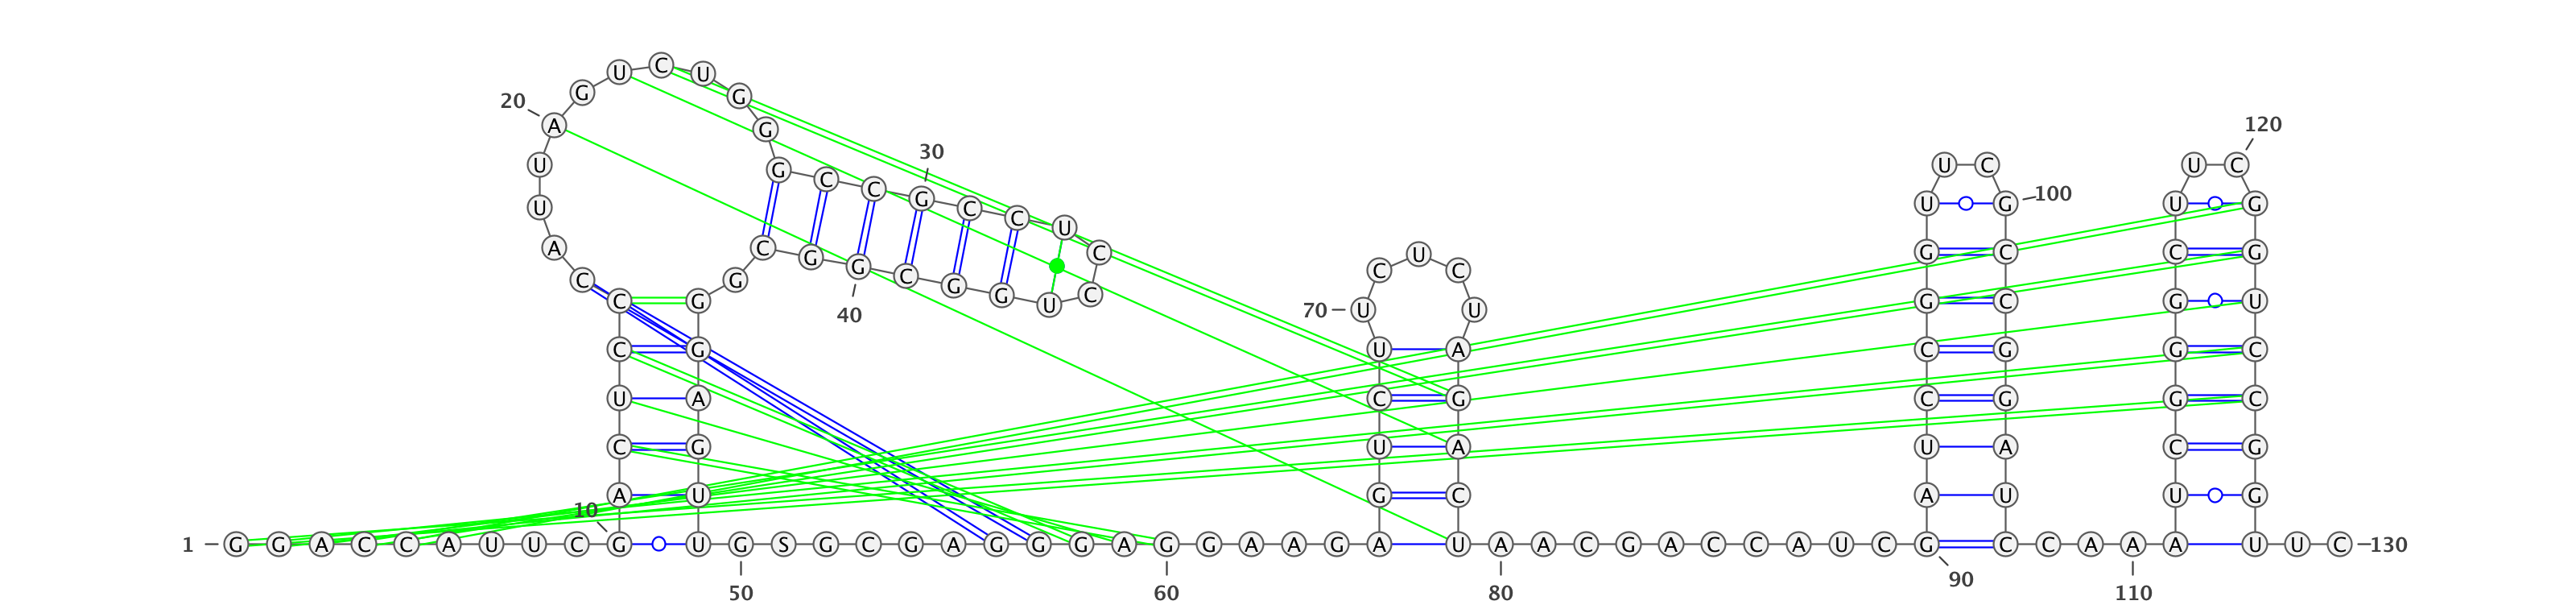 1
G G A C C A U U C G
10
A C U C C C A U U A
20
G U C U G G G C C G
30
C C U C C U G G C G
40
G C G G G A G U U G
50
S G C G A G G G A G
60
G A A G A G U C U U
70
C U C U A G A C U A
80
A C G A C C A U C G
90
A U C C G G U U C G
100
C C G G A U C C A A
110
A U C G G G C U U C
120
G G U C C G G U U C
130